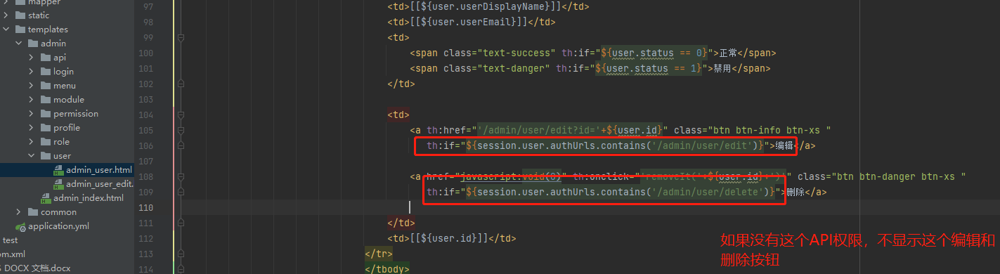 mapper
static
templates
admin
api
login
menu
module
permission
profile
role
user
admin_user.html
admin_user_edit.
admin_index.html
common
application.yml
test
om.xml
DOCX 文档.docx
97 <td>[[${user.userDisplayName}]]</td>
98 <td>[[${user.userEmail}]]</td>
99 <td>
100 <span class="text-success" th:if="${user.status == 0}">正常</span>
101 <span class="text-danger" th:if="${user.status == 1}">禁用</span>
102 </td>
103
104 <td>
105 <a th:href="'/admin/user/edit?id='+${user.id}" class="btn btn-info btn-xs "
106 th:if="${session.user.authUrls.contains('/admin/user/edit')}">编辑</a>
107
108 <a href="javascript:void(0)" th:onclick="'removeIt('+${user.id}+')'" class="btn btn-danger btn-xs "
109 th:if="${session.user.authUrls.contains('/admin/user/delete')}">删除</a>
110
111 </td>
112 <td>[[${user.id}]]</td>
113 </tr>
114 </tbody>
如果没有这个API权限，不显示这个编辑和
删除按钮